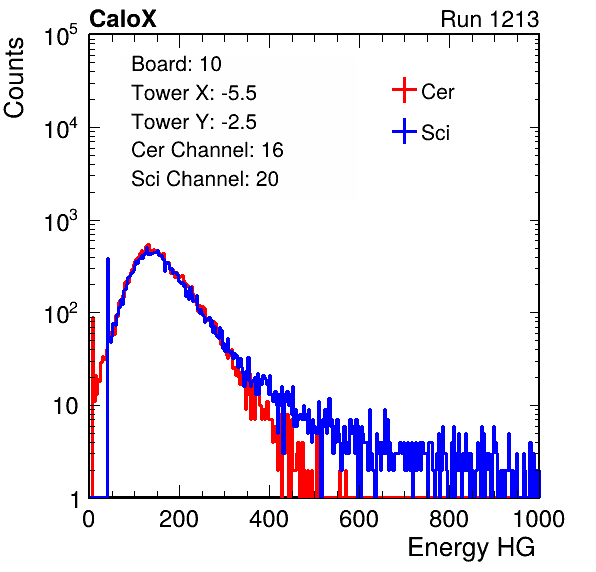 CaloX Run 1213
Counts
10^5
10^4
10^3
10^2
10
1
Board: 10
Tower X: -5.5
Tower Y: -2.5
Cer Channel: 16
Sci Channel: 20
Cer
Sci
0 200 400 600 800 1000
Energy HG